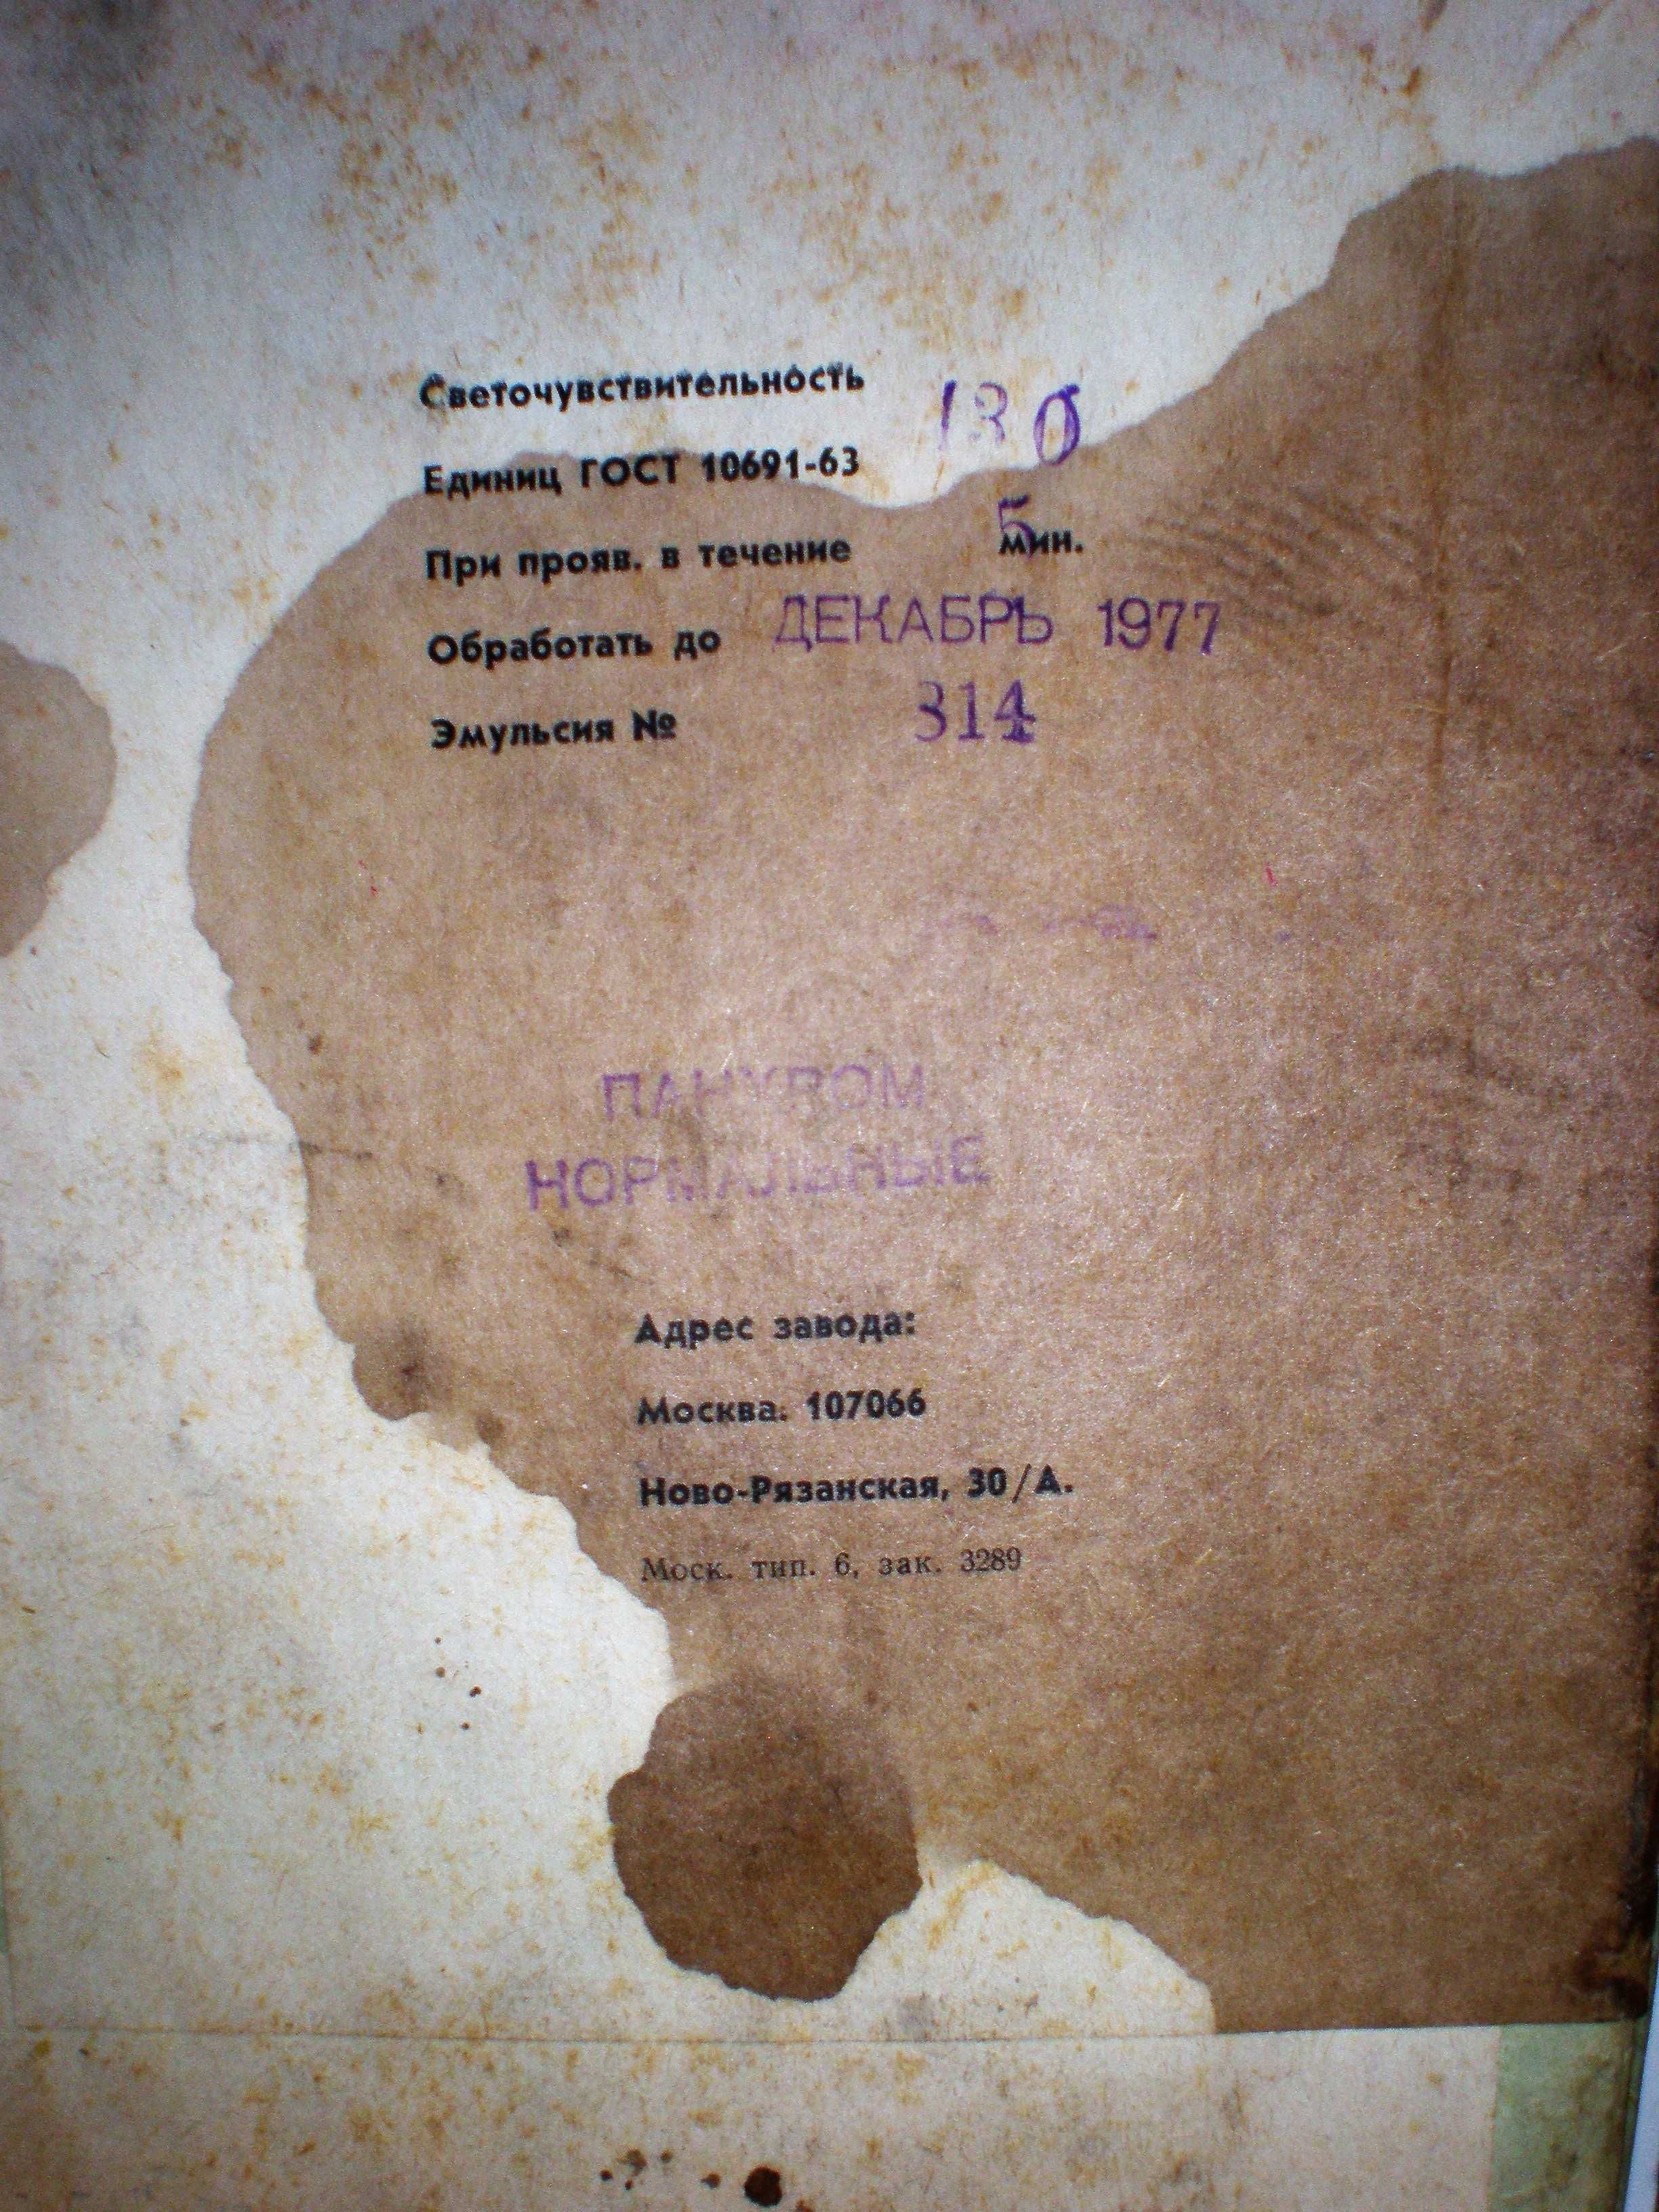 Светочувствительность
130
Единиц ГОСТ 10691-63
При прояв. в течение 5 мин.
Обработать до ДЕКАБРЬ 1977
Эмульсия № 314
ПАНХРОМ
НОРМАЛЬНЫЕ
Адрес завода:
Москва. 107066
Ново-Рязанская, 30/А.
Моск. тип. 6, зак. 3289